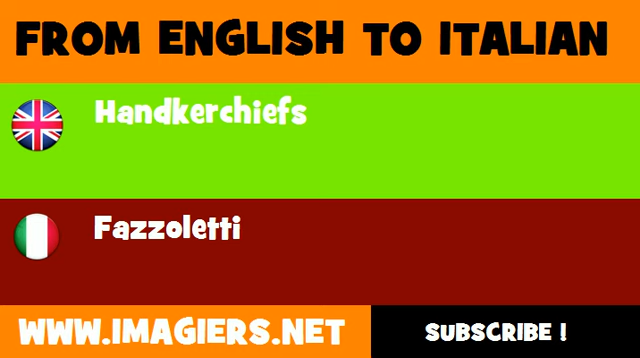 FROM ENGLISH TO ITALIAN
Handkerchiefs
Fazzoletti
WWW.IMAGIERS.NET
SUBSCRIBE !